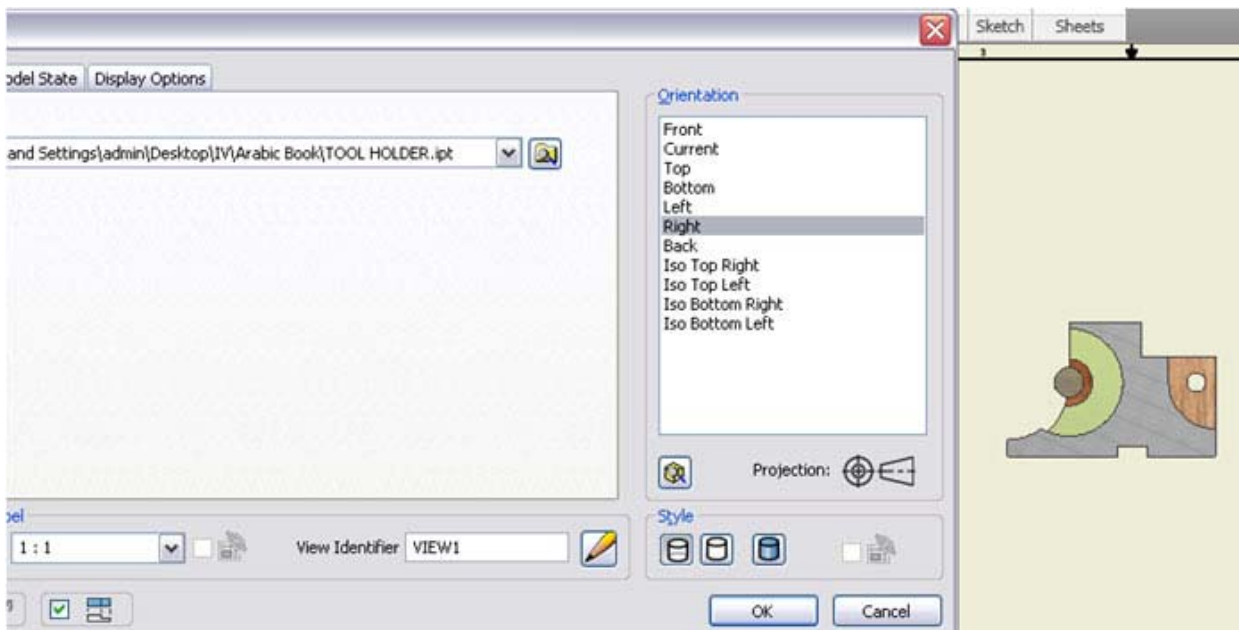 Sketch Sheets
3
odel State Display Options
Orientation
and Settings\admin\Desktop\IV\Arabic Book\TOOL HOLDER.ipt
Front
Current
Top
Bottom
Left
Right
Back
Iso Top Right
Iso Top Left
Iso Bottom Right
Iso Bottom Left
Projection:
bel
Style
1 : 1
View Identifier VIEW1
OK Cancel